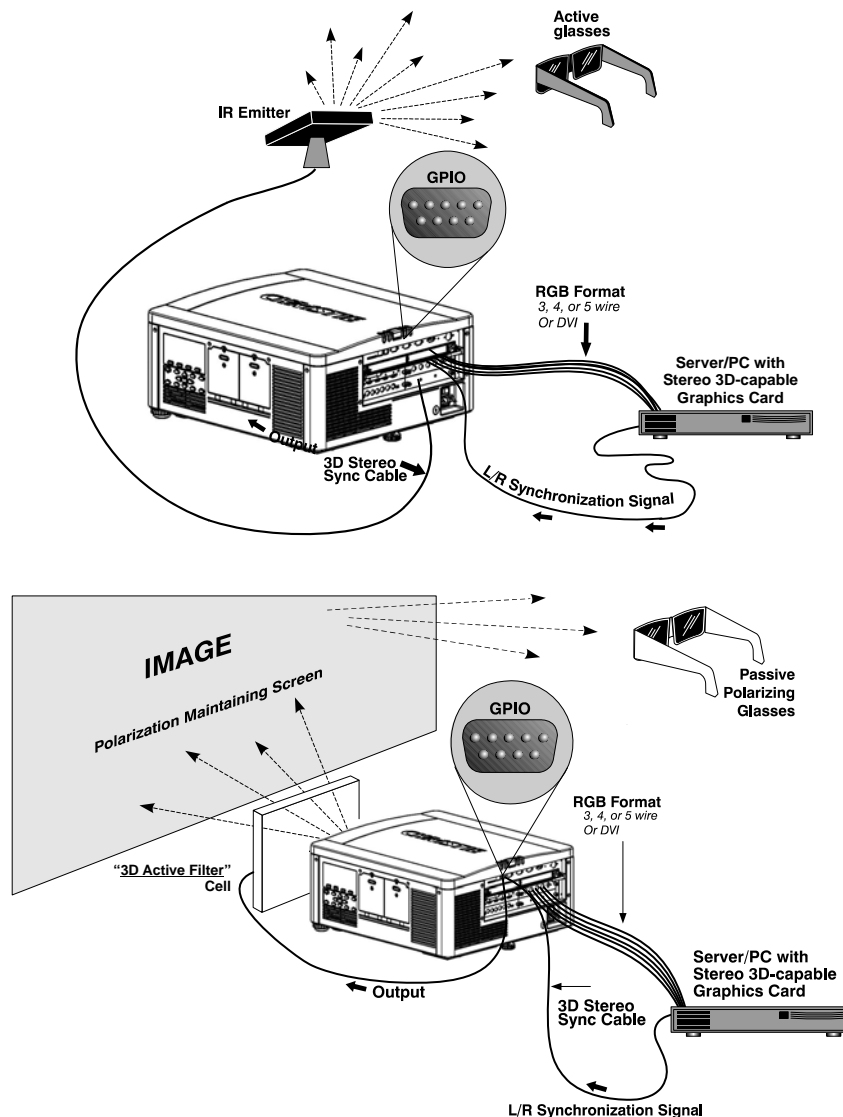 Active
glasses
IR Emitter
GPIO
CHRISTIE
RGB Format
3, 4, or 5 wire
Or DVI
Server/PC with
Stereo 3D-capable
Graphics Card
Output
3D Stereo
Sync Cable
L/R Synchronization Signal
IMAGE
Polarization Maintaining Screen
Passive
Polarizing
Glasses
GPIO
RGB Format
3, 4, or 5 wire
Or DVI
CHRISTIE
“3D Active Filter”
Cell
Server/PC with
Stereo 3D-capable
Graphics Card
Output
3D Stereo
Sync Cable
L/R Synchronization Signal